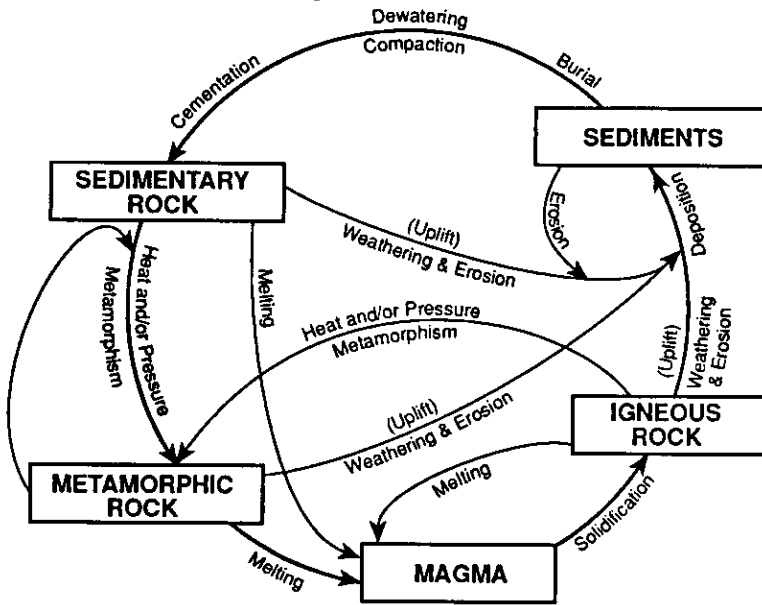 Dewatering
Compaction
Cementation
Burial
SEDIMENTS
SEDIMENTARY
ROCK
Erosion
Deposition
(Uplift)
Weathering & Erosion
Heat and/or Pressure
Metamorphism
Melting
Heat and/or Pressure
Metamorphism
(Uplift)
Weathering
& Erosion
(Uplift)
Weathering & Erosion
IGNEOUS
ROCK
METAMORPHIC
ROCK
Melting
Solidification
Melting
MAGMA